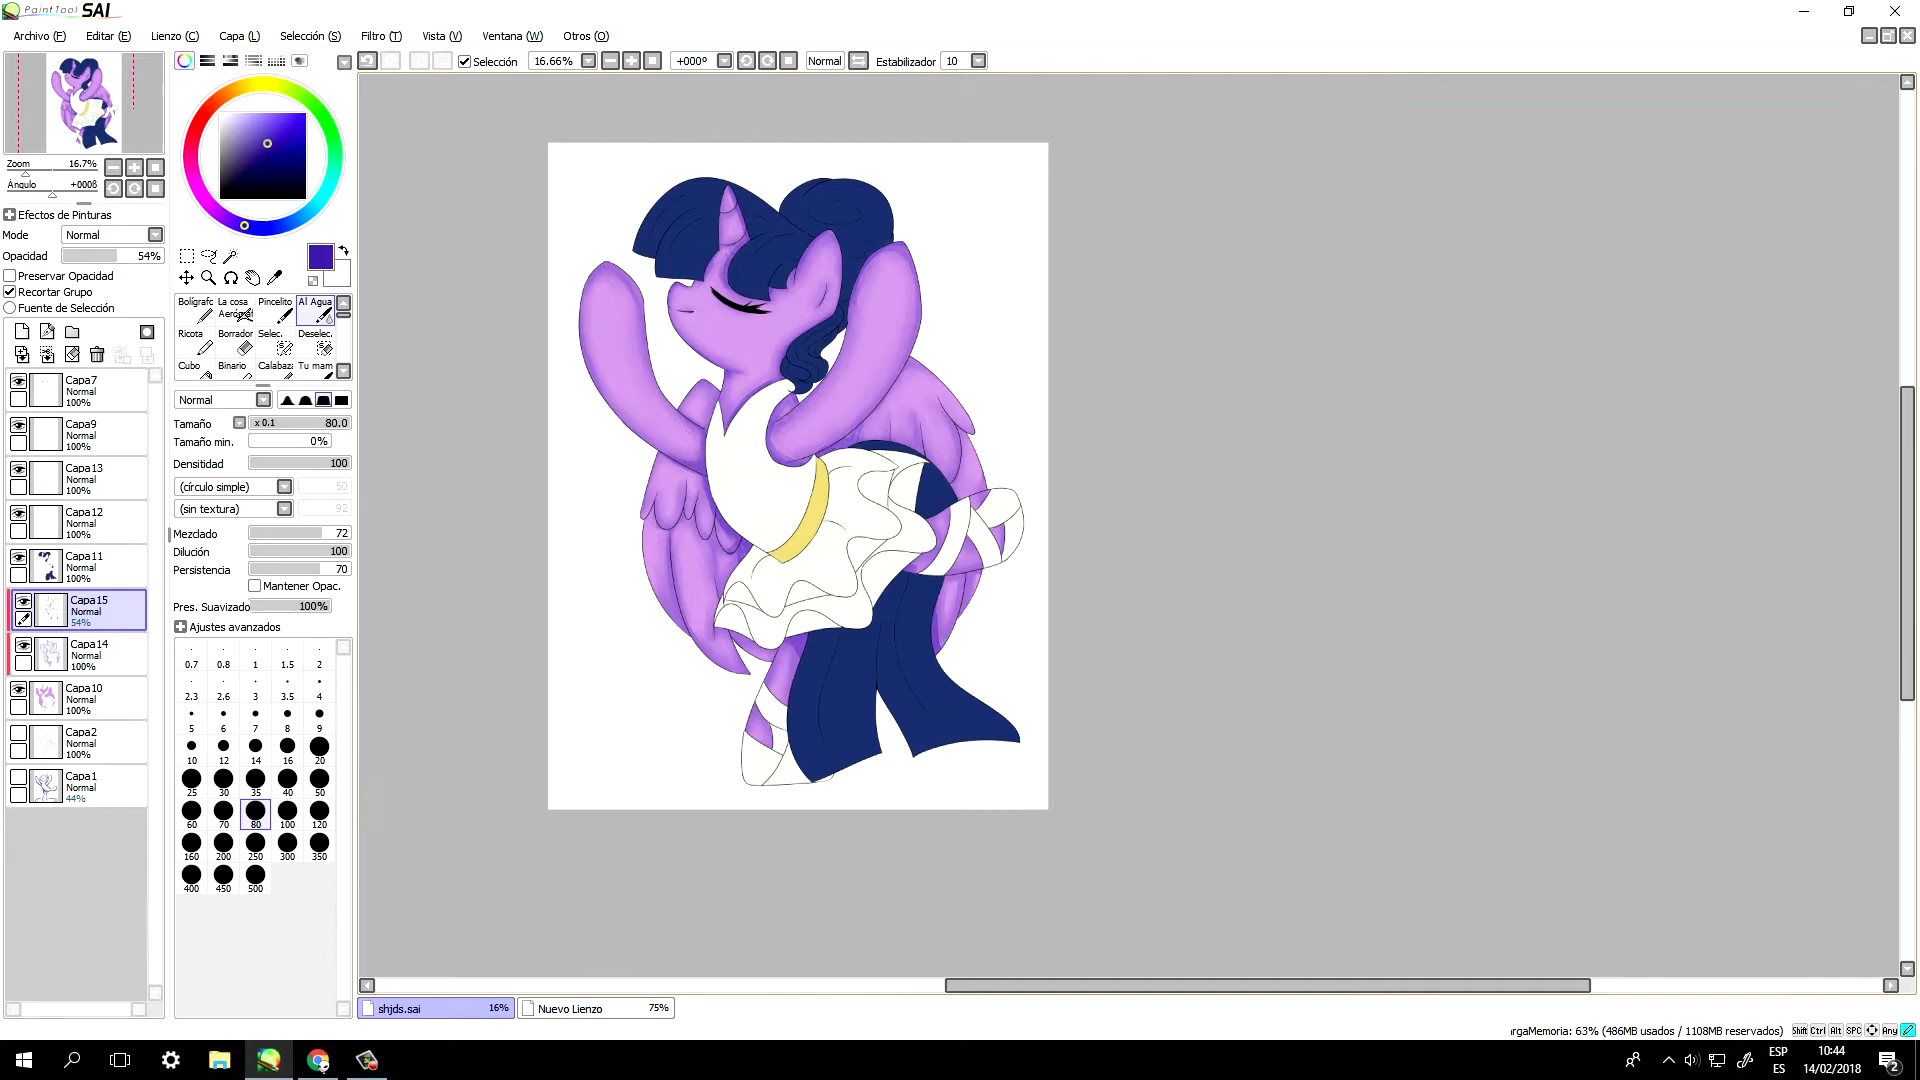 PaintTool SAI
Archivo (F) Editar (E) Lienzo (C) Capa (L) Selección (S) Filtro (T) Vista (V) Ventana (W) Otros (O)
Selección 16.66% +000º Normal Estabilizador 10
Zoom 16.7%
Ángulo +000ß
Efectos de Pinturas
Mode Normal
Opacidad 54%
Preservar Opacidad
Recortar Grupo
Fuente de Selección
Capa7
Normal
100%
Capa9
Normal
100%
Capa13
Normal
100%
Capa12
Normal
100%
Capa11
Normal
100%
Capa15
Normal
54%
Capa14
Normal
100%
Capa10
Normal
100%
Capa2
Normal
100%
Capa1
Normal
44%
Bolígrafo La cosa Pincelito Al Agua
Aerógraf
Ricota Borrador Selec. Deselec.
Cubo Binario Calabaza Tu mam
Normal
Tamaño x 0.1 80.0
Tamaño min. 0%
Densitidad 100
(círculo simple) 50
(sin textura) 92
Mezclado 72
Dilución 100
Persistencia 70
Mantener Opac.
Pres. Suavizado 100%
Ajustes avanzados
0.7 0.8 1 1.5 2
2.3 2.6 3 3.5 4
5 6 7 8 9
10 12 14 16 20
25 30 35 40 50
60 70 80 100 120
160 200 250 300 350
400 450 500
shjds.sai 16% Nuevo Lienzo 75%
rgaMemoria: 63% (486MB usados / 1108MB reservados) Shift Ctrl Alt SPC Any
ESP
ES
10:44
14/02/2018
2